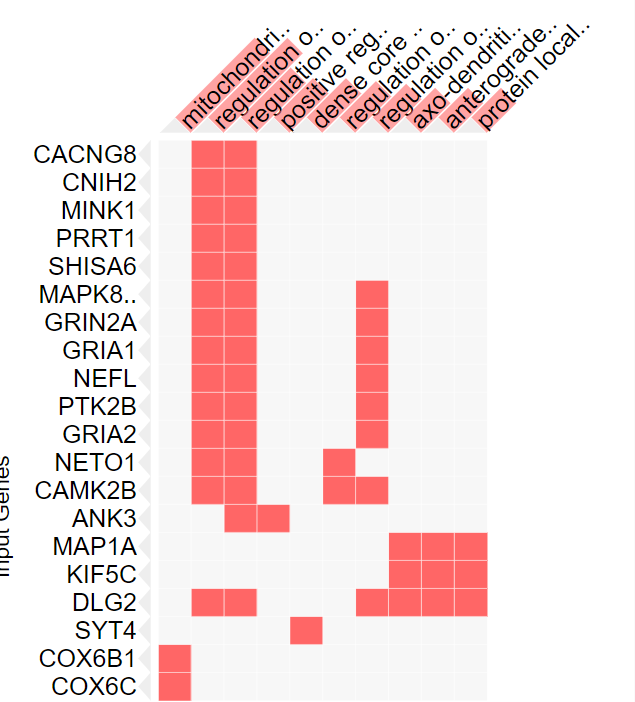 mitochondri..
regulation o..
regulation o..
positive reg..
dense core ..
regulation o..
regulation o..
axo-dendriti..
anterograde..
protein local..
CACNG8
CNIH2
MINK1
PRRT1
SHISA6
MAPK8..
GRIN2A
GRIA1
NEFL
PTK2B
GRIA2
NETO1
CAMK2B
ANK3
MAP1A
KIF5C
DLG2
SYT4
COX6B1
COX6C
Input Genes